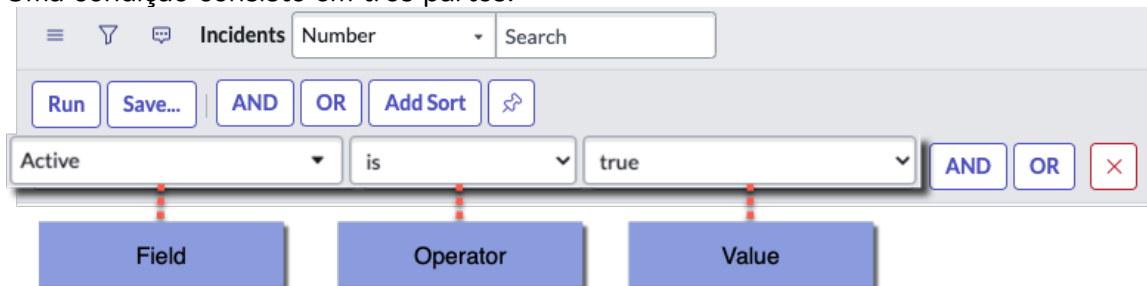 Uma condição consiste em três partes:
Incidents Number Search
Run Save... AND OR Add Sort
Active is true AND OR
Field Operator Value